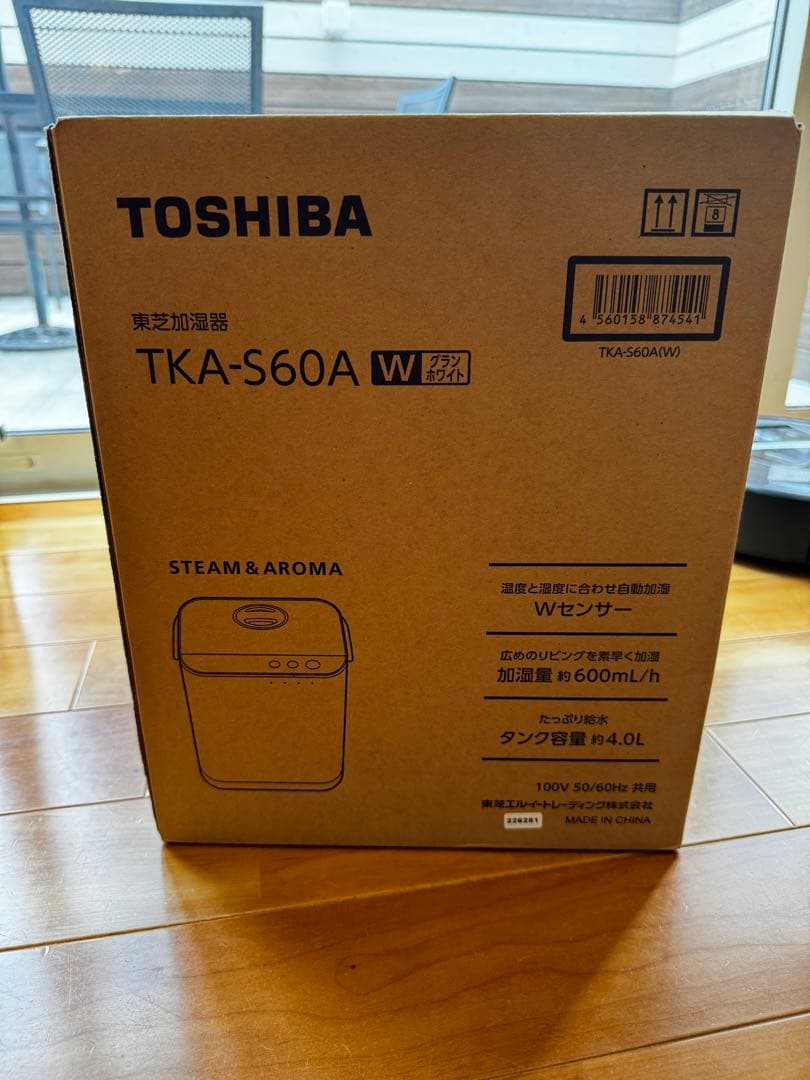 TOSHIBA
8
4 560158 874541
TKA-S60A(W)
東芝加湿器
TKA-S60A W グラン
ホワイト
STEAM & AROMA
温度と湿度に合わせ自動加湿
Wセンサー
広めのリビングを素早く加湿
加湿量 約600mL/h
たっぷり給水
タンク容量 約4.0L
100V 50/60Hz 共用
東芝エルイートレーディング株式会社
226281 MADE IN CHINA